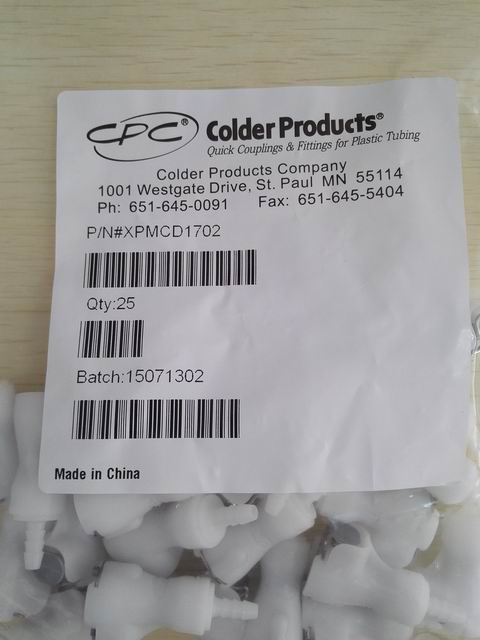 CPC® Colder Products®
Quick Couplings & Fittings for Plastic Tubing
Colder Products Company
1001 Westgate Drive, St. Paul MN 55114
Ph: 651-645-0091 Fax: 651-645-5404
P/N#XPMCD1702
Qty:25
Batch:15071302
Made in China